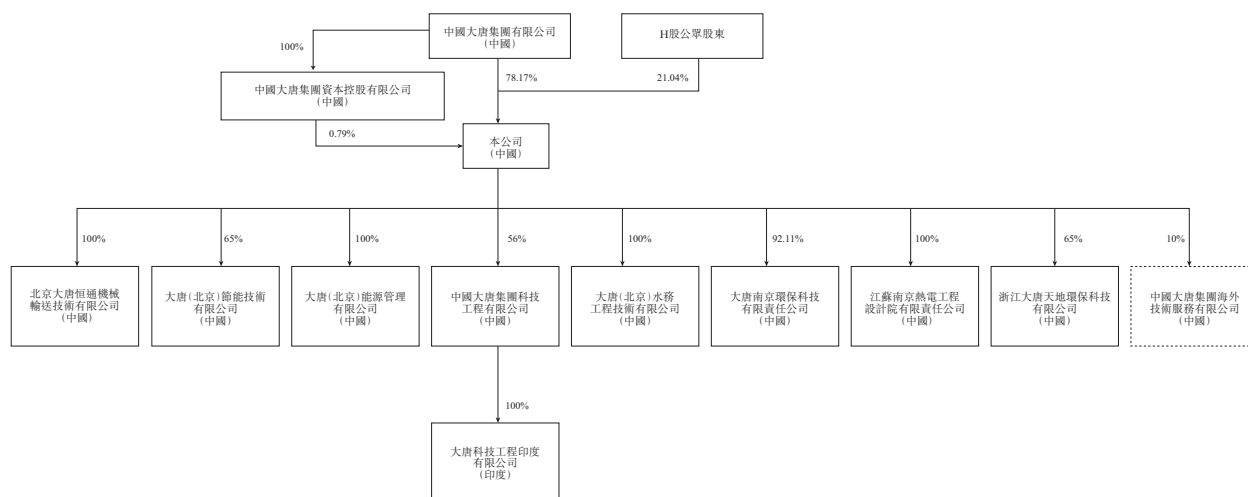 中國大唐集團有限公司
(中國)
H股公眾股東
100%
78.17%
21.04%
中國大唐集團資本控股有限公司
(中國)
0.79%
本公司
(中國)
100%
65%
100%
56%
100%
92.11%
100%
65%
10%
北京大唐恒通機械
輸送技術有限公司
(中國)
大唐(北京)節能技術
有限公司
(中國)
大唐(北京)能源管理
有限公司
(中國)
中國大唐集團科技
工程有限公司
(中國)
大唐(北京)水務
工程技術有限公司
(中國)
大唐南京環保科技
有限責任公司
(中國)
江蘇南京熱電工程
設計院有限責任公司
(中國)
浙江大唐天地環保科技
有限公司
(中國)
中國大唐集團海外
技術服務有限公司
(中國)
100%
大唐科技工程印度
有限公司
(印度)